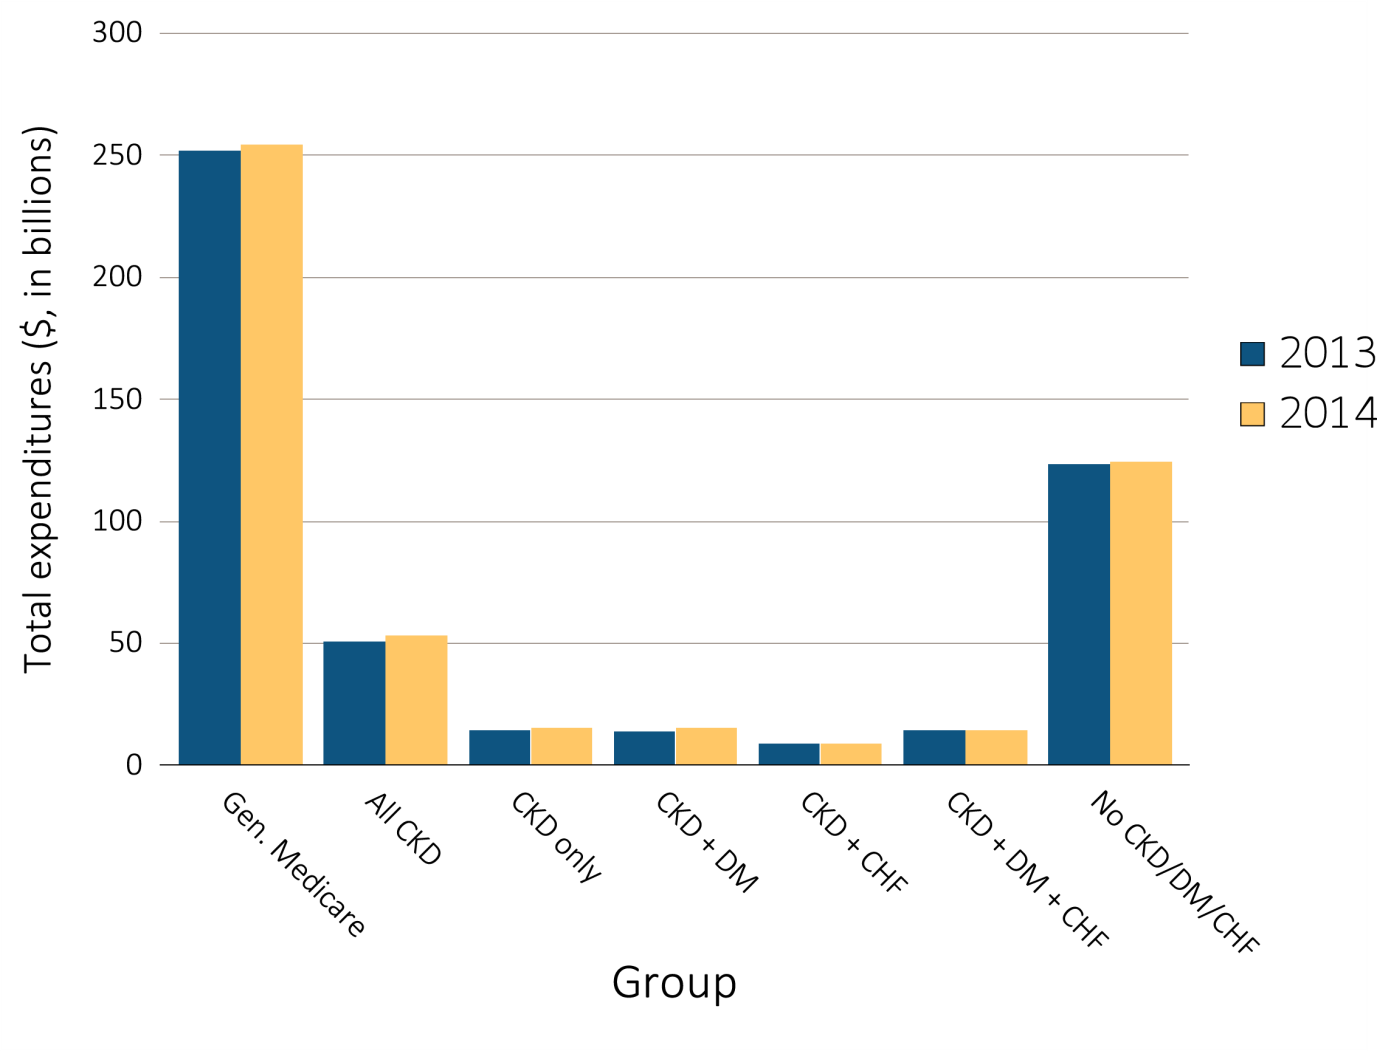 Total expenditures ($, in billions)
300
250
200
150
100
50
0
Gen. Medicare
All CKD
CKD only
CKD + DM
CKD + CHF
CKD + DM + CHF
No CKD/DM/CHF
Group
2013
2014